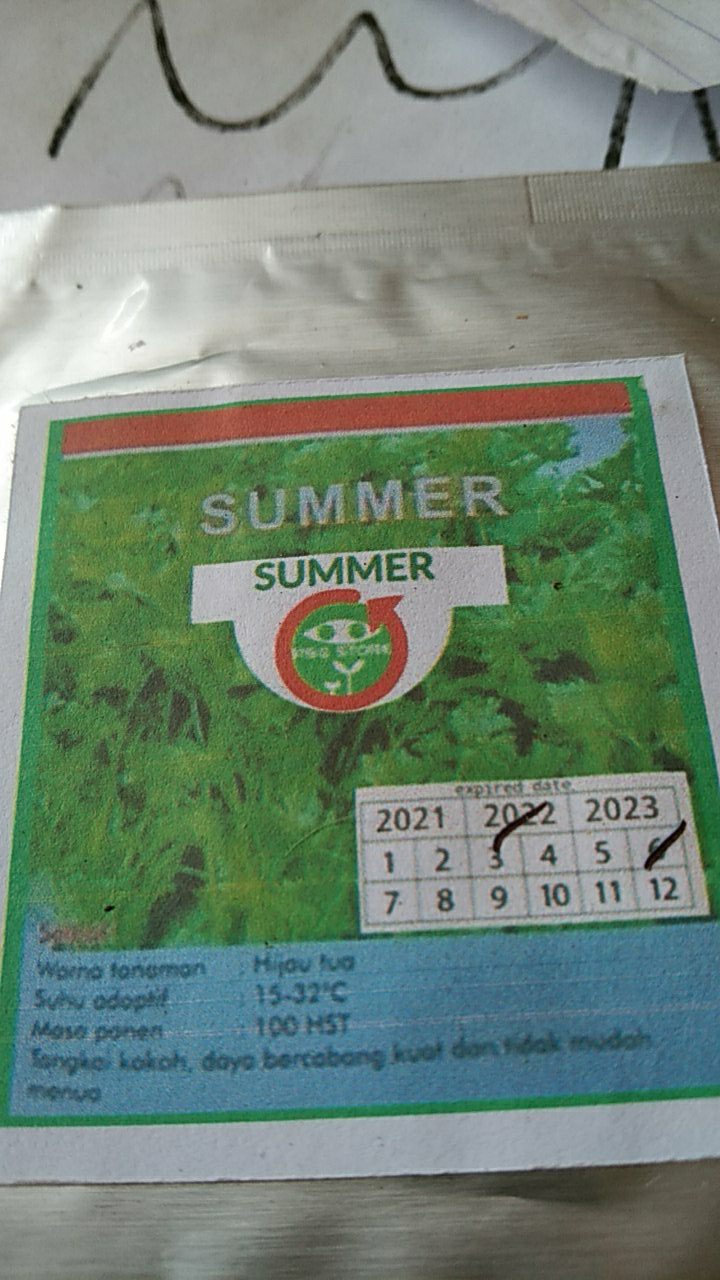 SUMMER
SUMMER
STORE
expired date
2021 2022 2023
1 2 3 4 5 6
7 8 9 10 11 12
Warna tanaman : Hijau tua
Suhu adaptif : 15-32°C
Masa panen : 100 HST
Tangkai kokoh, daya bercabang kuat dan tidak mudah
menua